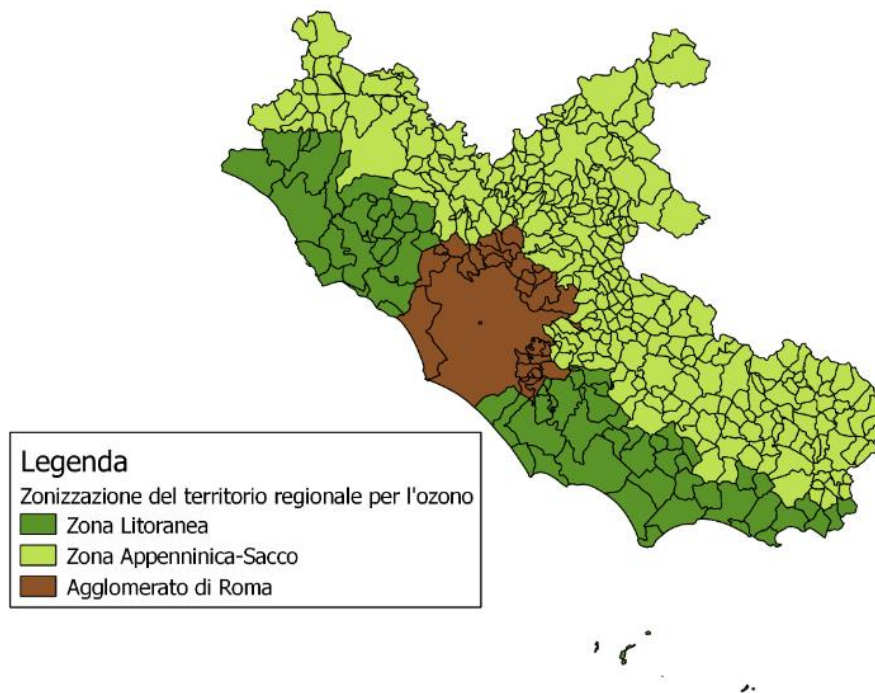 Legenda
Zonizzazione del territorio regionale per l'ozono
Zona Litoranea
Zona Appenninica-Sacco
Agglomerato di Roma